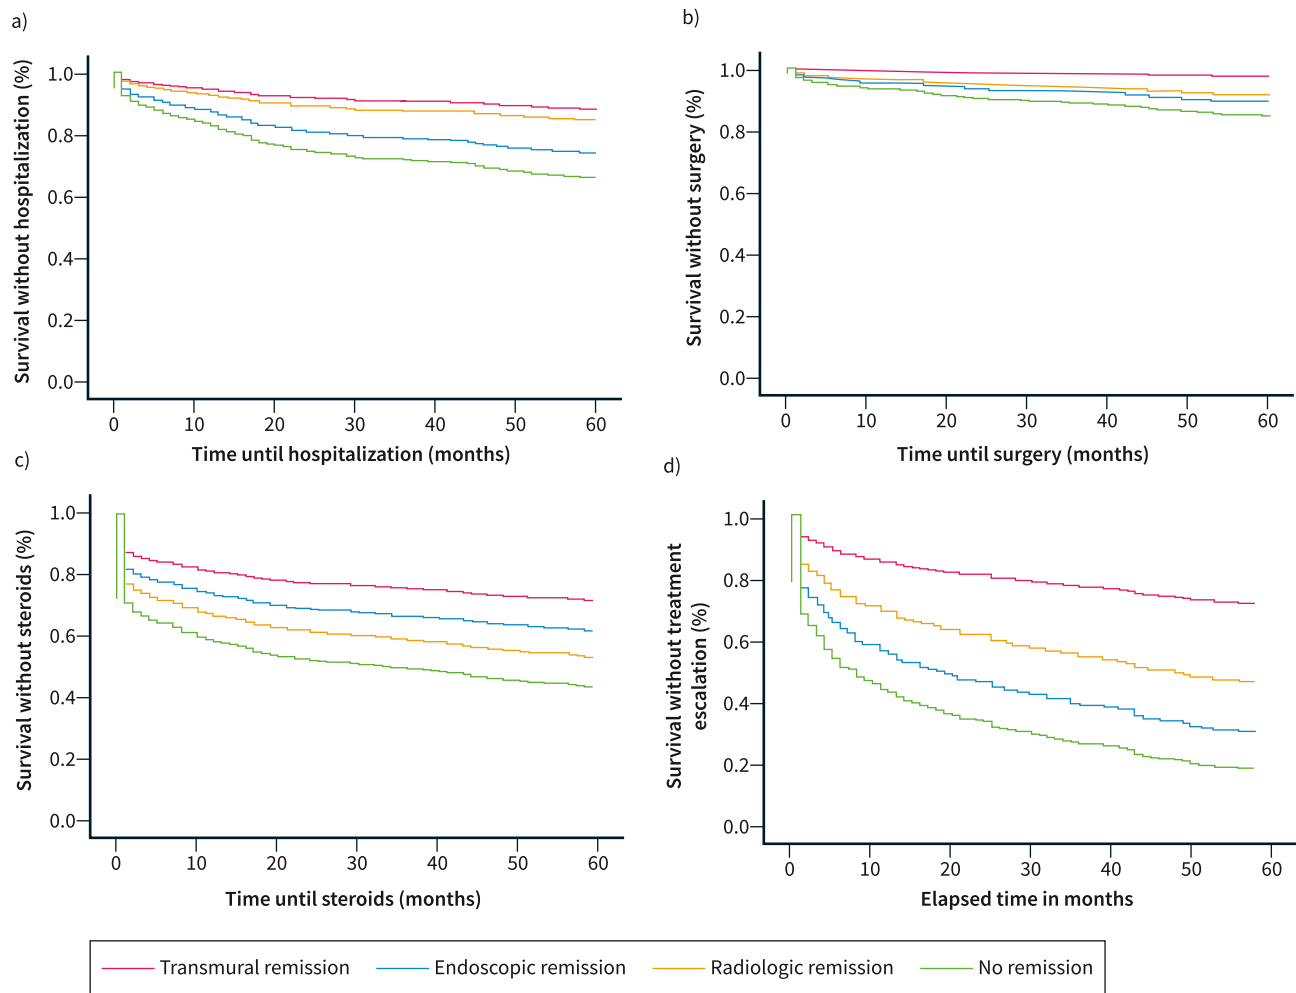 a)
Survival without hospitalization (%)
1.0
0.8
0.6
0.4
0.2
0.0
0 10 20 30 40 50 60
Time until hospitalization (months)
b)
Survival without surgery (%)
1.0
0.8
0.6
0.4
0.2
0.0
0 10 20 30 40 50 60
Time until surgery (months)
c)
Survival without steroids (%)
1.0
0.8
0.6
0.4
0.2
0.0
0 10 20 30 40 50 60
Time until steroids (months)
d)
Survival without treatment
escalation (%)
1.0
0.8
0.6
0.4
0.2
0.0
0 10 20 30 40 50 60
Elapsed time in months
Transmural remission Endoscopic remission Radiologic remission No remission